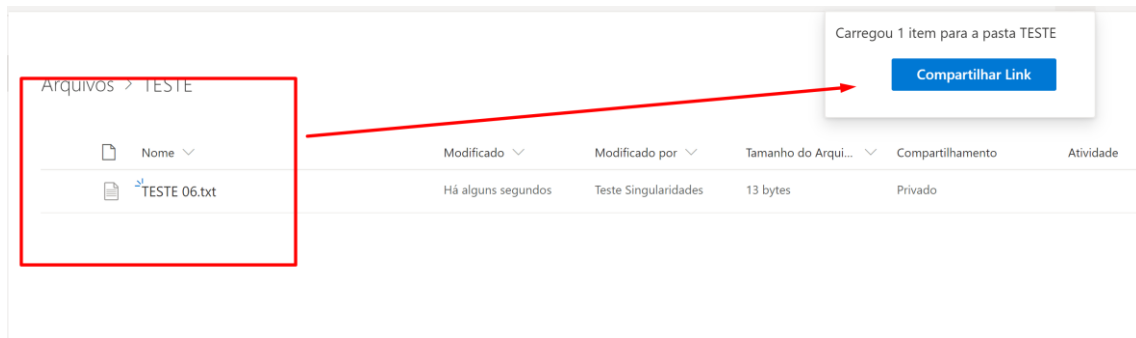 Carregou 1 item para a pasta TESTE
Compartilhar Link
Arquivos > TESTE
Nome Modificado Modificado por Tamanho do Arqui... Compartilhamento Atividade
TESTE 06.txt Há alguns segundos Teste Singularidades 13 bytes Privado